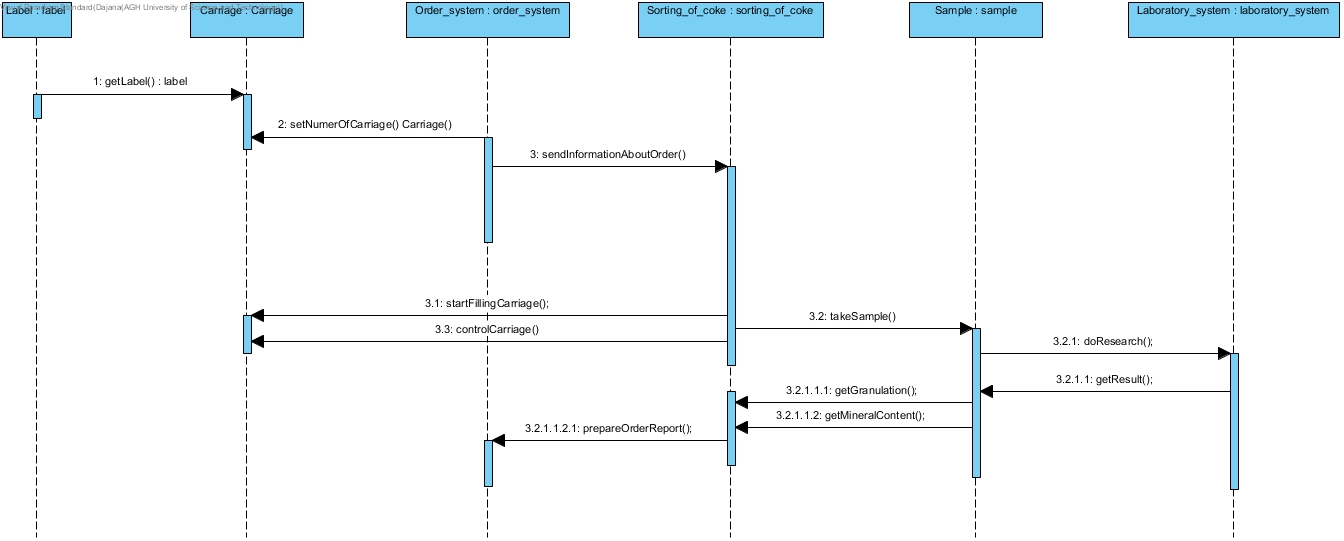 Standard(Dajana(AGH University of
Label : label
Carriage : Carriage
Order_system : order_system
Sorting_of_coke : sorting_of_coke
Sample : sample
Laboratory_system : laboratory_system
1: getLabel() : label
2: setNumerOfCarriage() Carriage()
3: sendInformationAboutOrder()
3.1: startFillingCarriage();
3.2: takeSample()
3.3: controlCarriage()
3.2.1: doResearch();
3.2.1.1: getResult();
3.2.1.1.1: getGranulation();
3.2.1.1.2: getMineralContent();
3.2.1.1.2.1: prepareOrderReport();